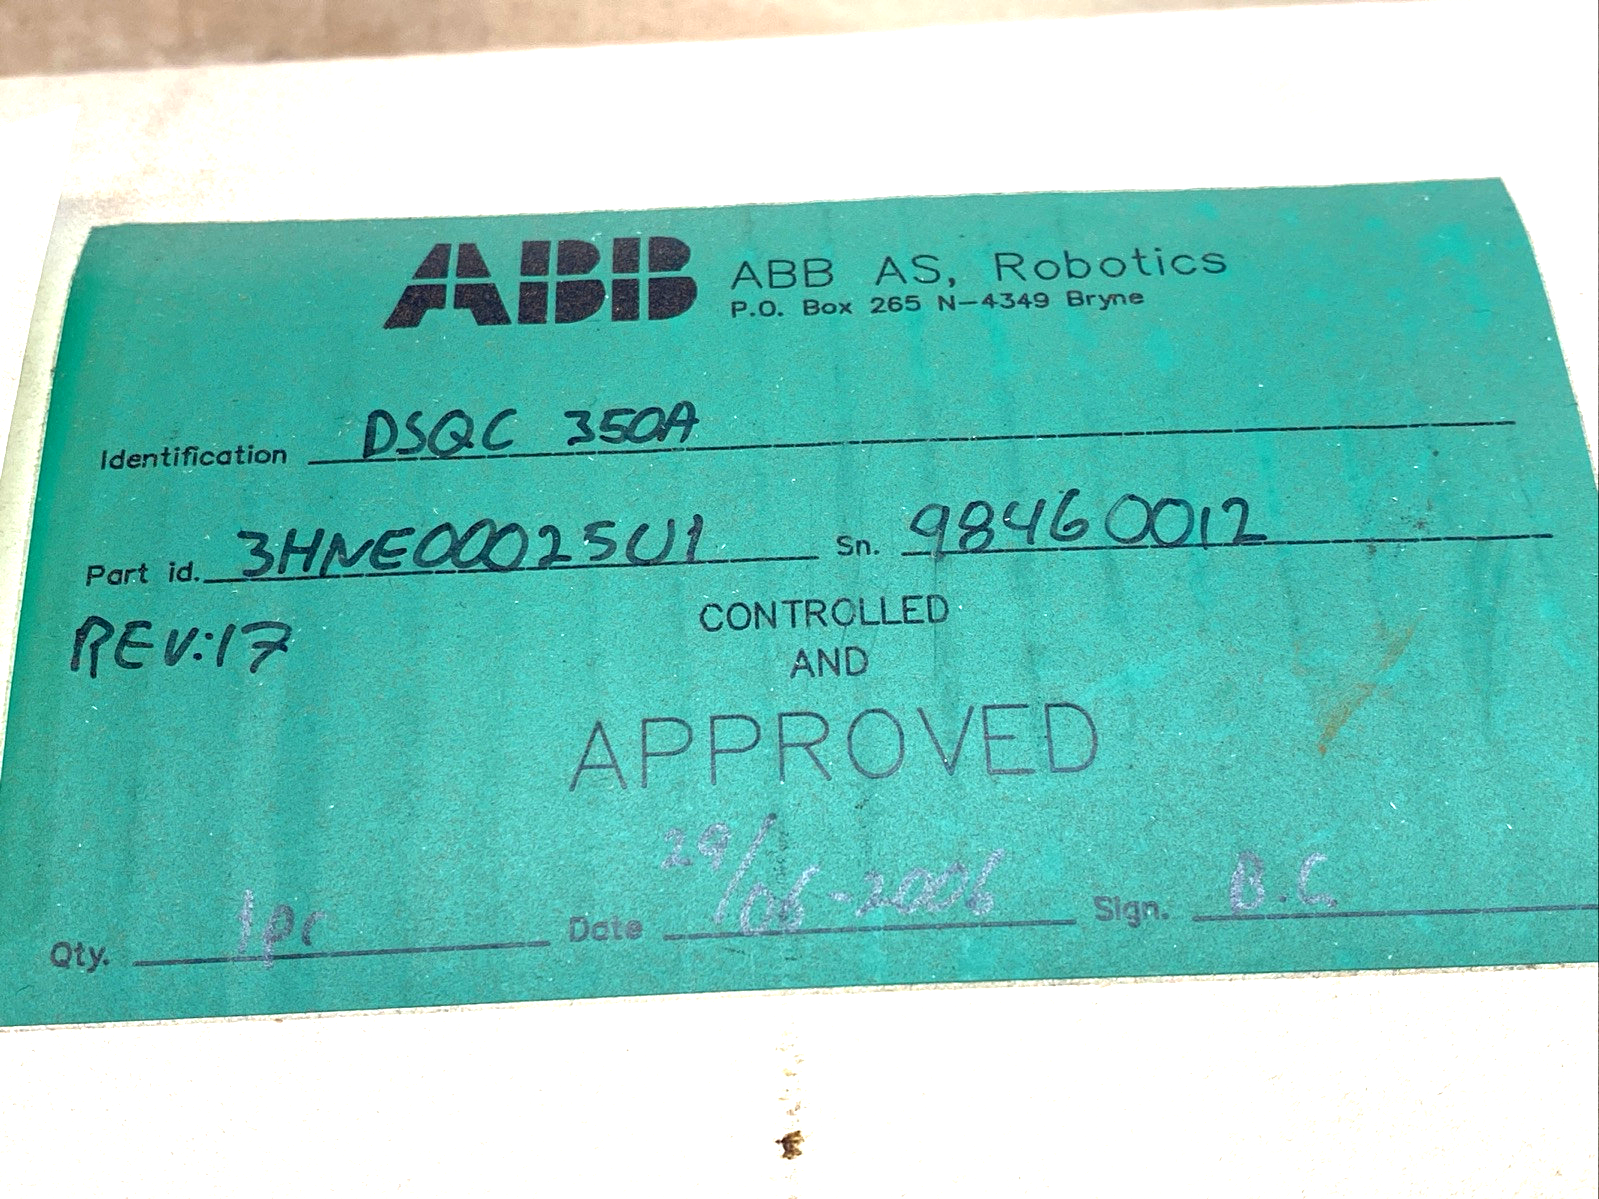 ABB ABB AS, Robotics
P.O. Box 265 N-4349 Bryne
Identification DSQC 350A
Part id. 3HNE00025U1 Sn. 98460012
REV:17
CONTROLLED
AND
APPROVED
Qty. 1pc Date 29/06-2006 Sign. B.C